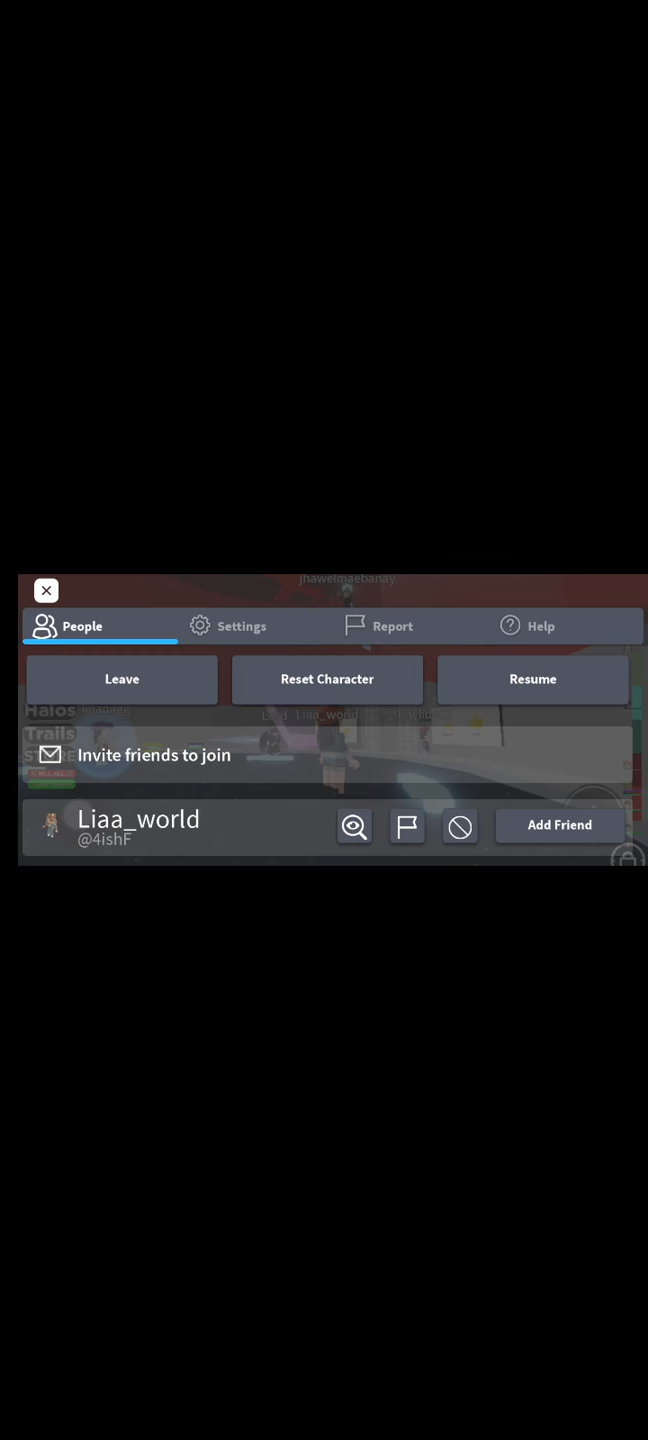 jhawelmaebanay
People
Settings
Report
Help
Leave
Reset Character
Resume
Halos
Liaa_world
Trails
Invite friends to join
Liaa_world
@4ishF
Add Friend